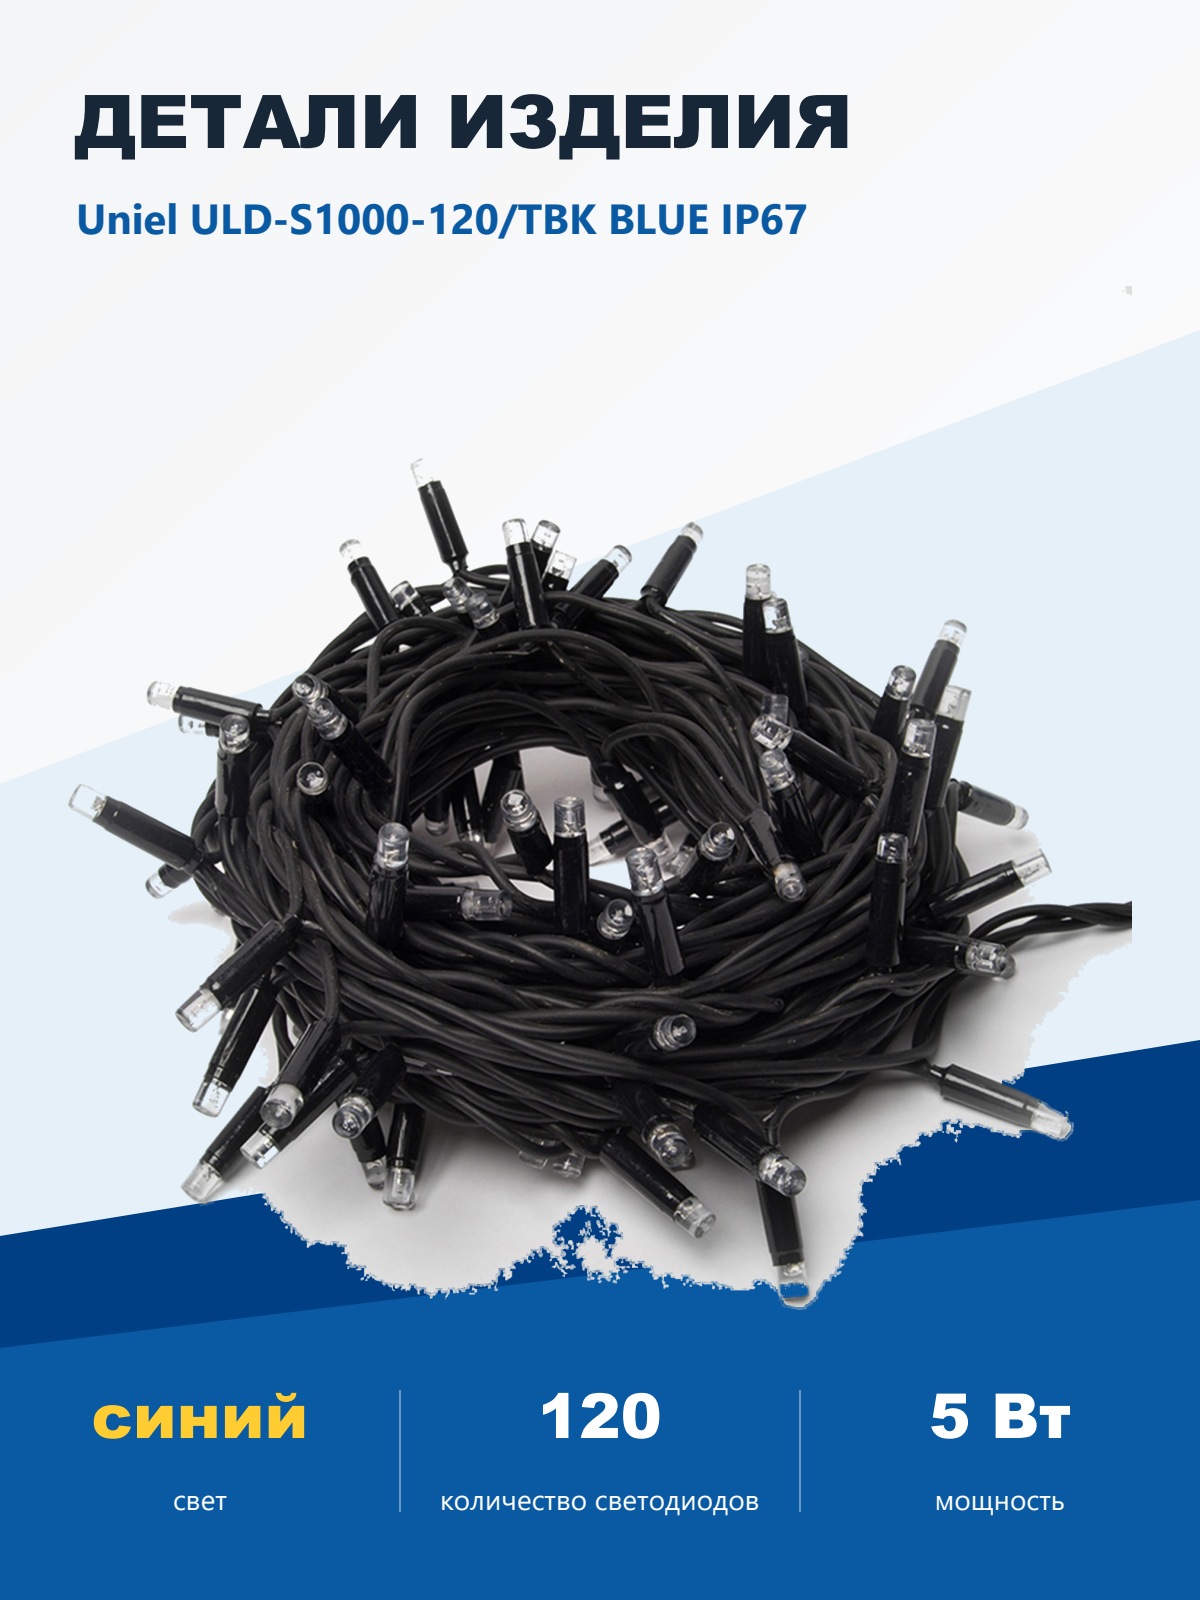 ДЕТАЛИ ИЗДЕЛИЯ
Uniel ULD-S1000-120/TBK BLUE IP67
синий
120
5 Вт
свет
количество светодиодов
мощность